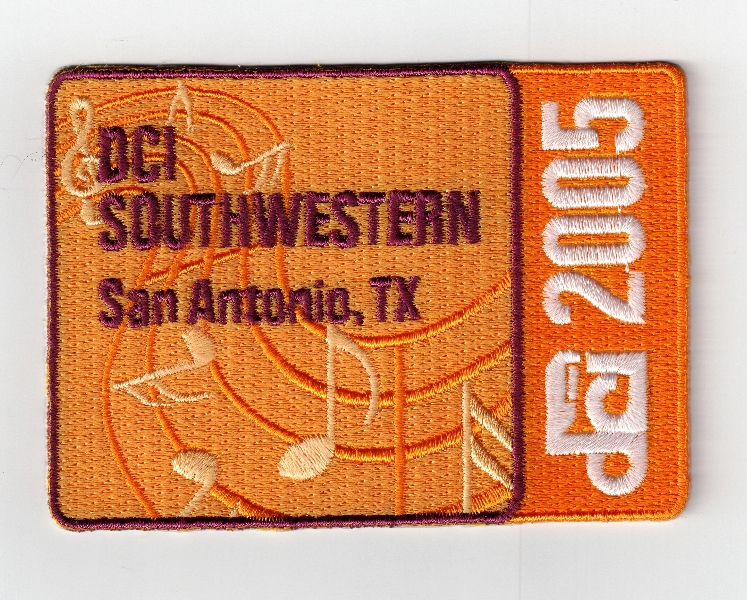 DCI
SOUTHWESTERN
San Antonio, TX
dci 2005